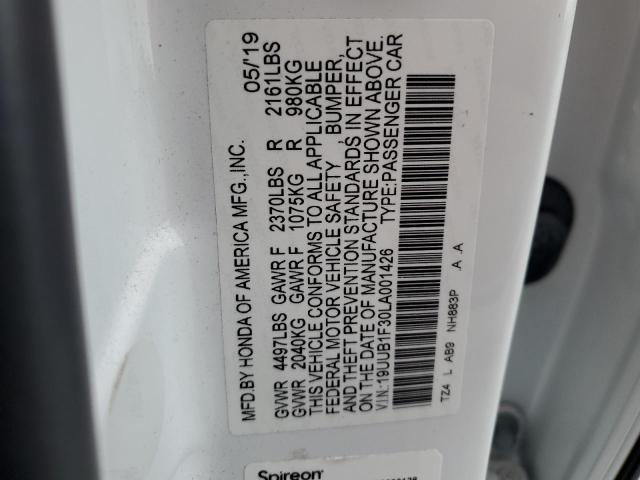 MFD.BY HONDA OF AMERICA MFG.,INC. 05/'19
GVWR 4497LBS GAWR F 2370LBS R 2161LBS
GVWR 2040KG GAWR F 1075KG R 980KG
THIS VEHICLE CONFORMS TO ALL APPLICABLE
FEDERAL MOTOR VEHICLE SAFETY , BUMPER,
AND THEFT PREVENTION STANDARDS IN EFFECT
ON THE DATE OF MANUFACTURE SHOWN ABOVE.
V.I.N.:19UUB1F30LA001426 TYPE:PASSENGER CAR
TZ4 L AB9 NH883P A .A
Spireon